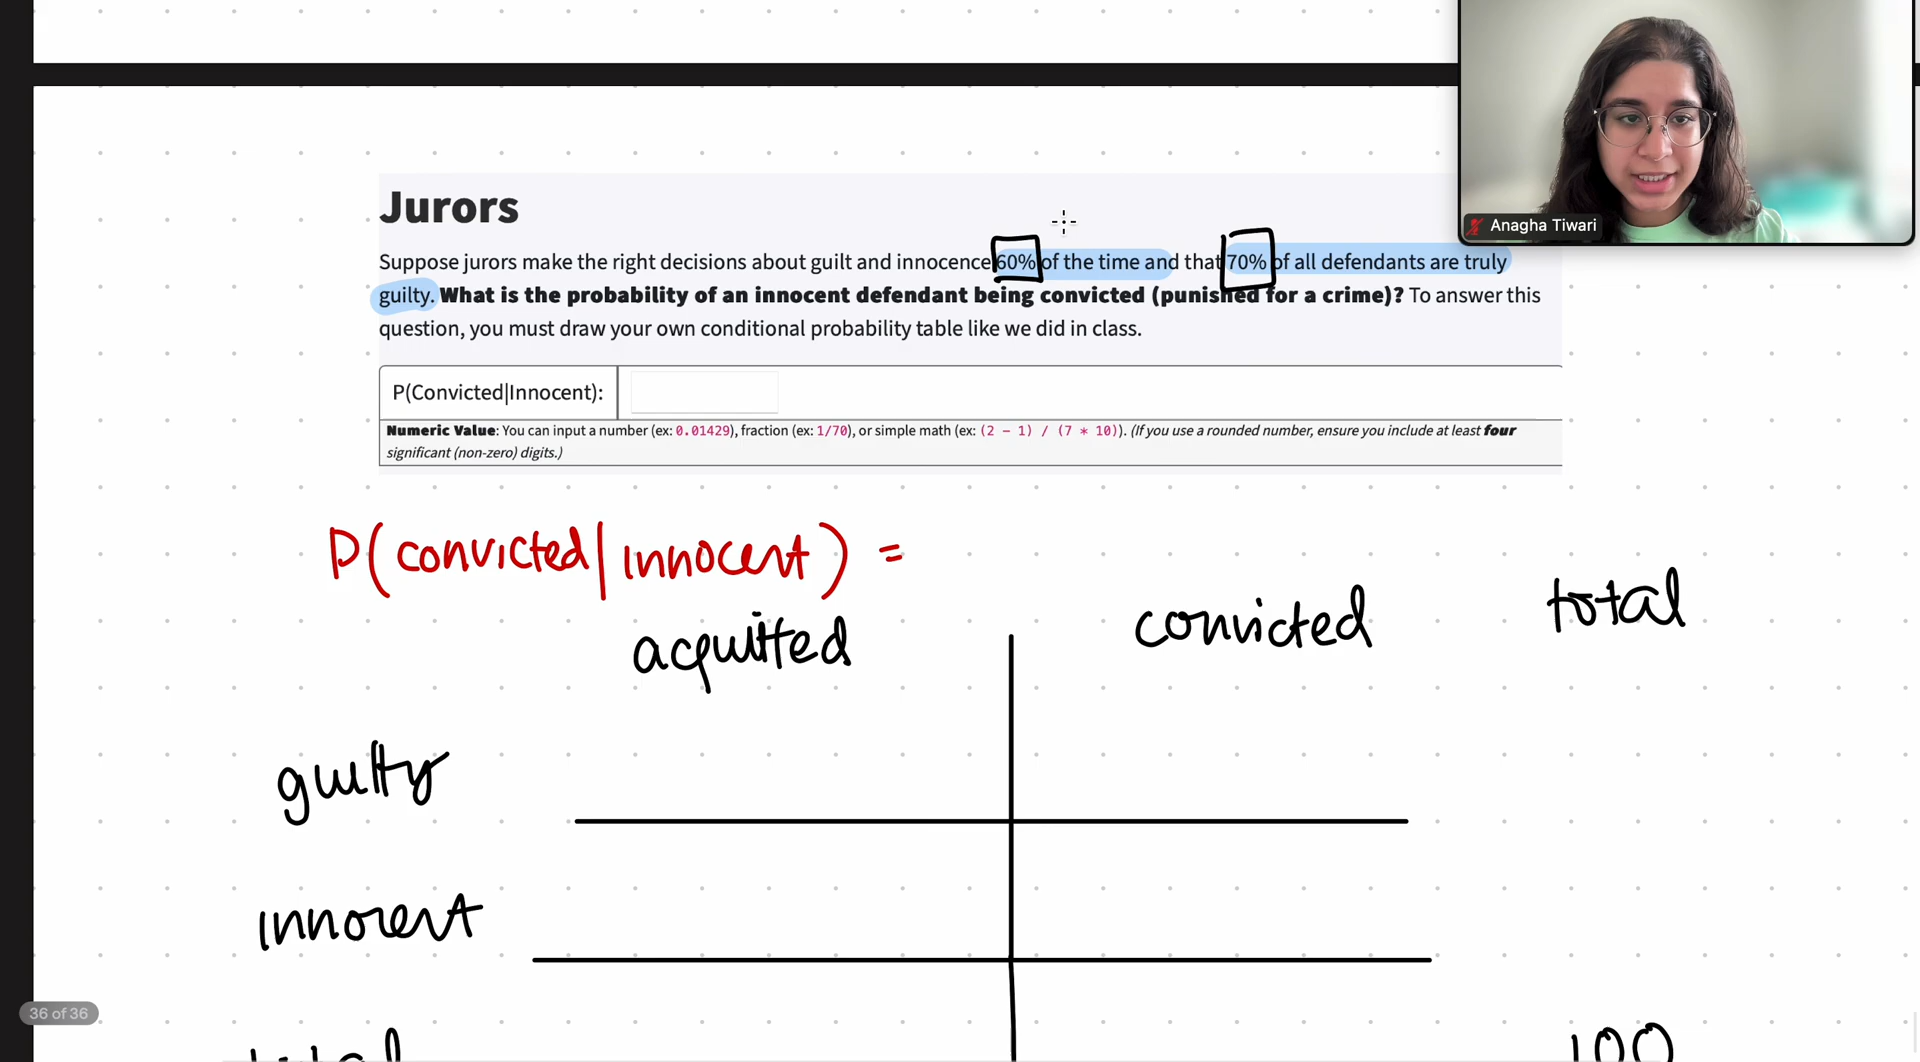 Anagha Tiwari
Jurors
Suppose jurors make the right decisions about guilt and innocence 60% of the time and that 70% of all defendants are truly
guilty. What is the probability of an innocent defendant being convicted (punished for a crime)? To answer this
question, you must draw your own conditional probability table like we did in class.
P(Convicted|Innocent):
Numeric Value: You can input a number (ex: 0.01429), fraction (ex: 1/70), or simple math (ex: (2 - 1) / (7 * 10)). (If you use a rounded number, ensure you include at least four
significant (non-zero) digits.)
P(convicted|innocent) =
acquitted convicted total
guilty
innocent
36 of 36
total 100